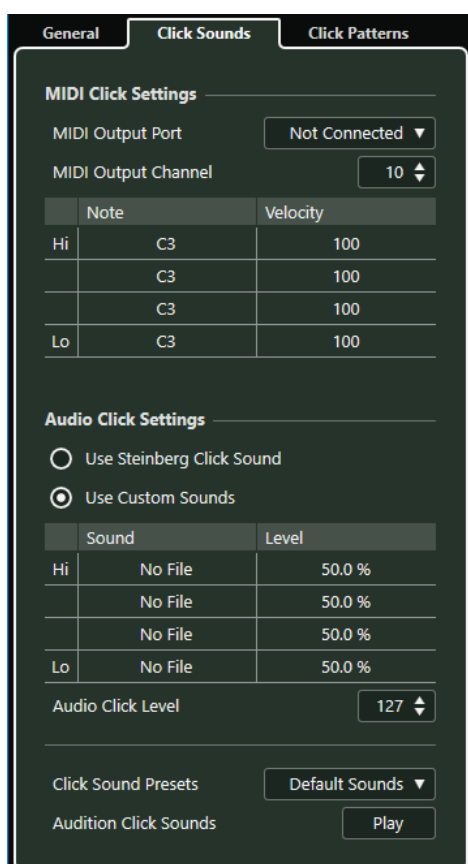 General Click Sounds Click Patterns
MIDI Click Settings
MIDI Output Port Not Connected
MIDI Output Channel 10
Note Velocity
Hi C3 100
C3 100
C3 100
Lo C3 100
Audio Click Settings
Use Steinberg Click Sound
Use Custom Sounds
Sound Level
Hi No File 50.0 %
No File 50.0 %
No File 50.0 %
Lo No File 50.0 %
Audio Click Level 127
Click Sound Presets Default Sounds
Audition Click Sounds Play